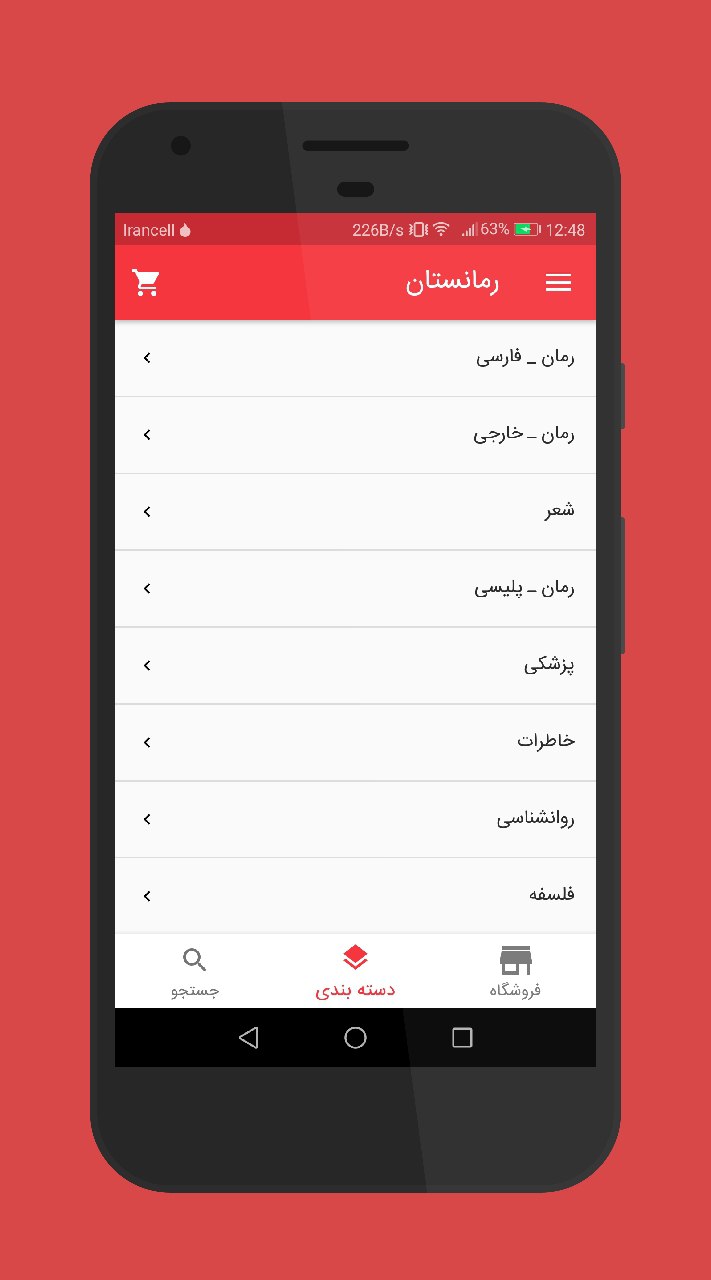 Irancell 226B/s 63% 12:48
رمانستان
رمان _ فارسی
رمان _ خارجی
شعر
رمان _ پلیسی
پزشکی
خاطرات
روانشناسی
فلسفه
فروشگاه دسته بندی جستجو